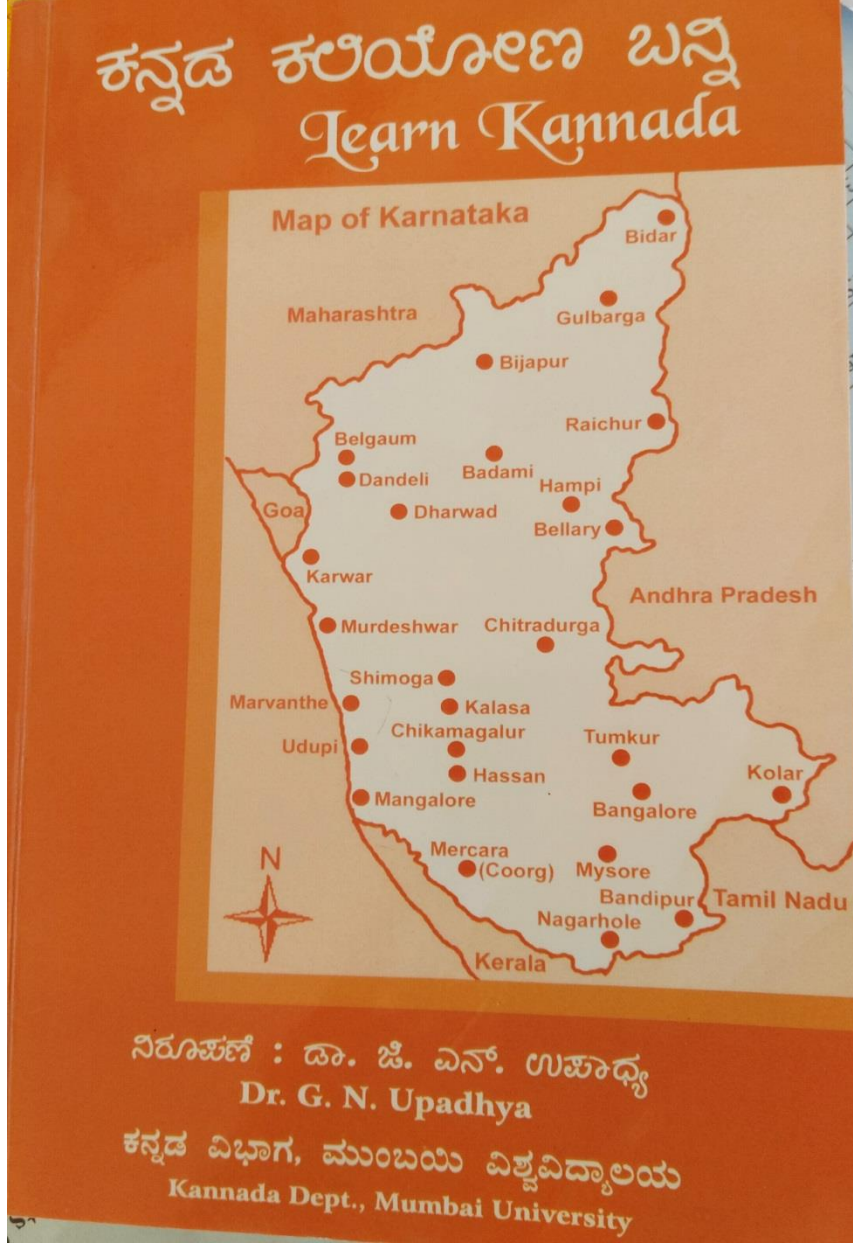 ಕನ್ನಡ ಕಲಿಯೋಣ ಬನ್ನಿ
Learn Kannada
Map of Karnataka
Bidar
Maharashtra
Gulbarga
Bijapur
Raichur
Belgaum
Badami
Dandeli
Hampi
Goa
Dharwad
Bellary
Karwar
Andhra Pradesh
Murdeshwar
Chitradurga
Shimoga
Marvanthe
Kalasa
Chikamagalur
Tumkur
Udupi
Hassan
Kolar
Mangalore
Bangalore
N
Mercara
(Coorg)
Mysore
Bandipur
Tamil Nadu
Nagarhole
Kerala
ನಿರೂಪಣೆ : ಡಾ. ಜಿ. ಎನ್. ಉಪಾಧ್ಯ
Dr. G. N. Upadhya
ಕನ್ನಡ ವಿಭಾಗ, ಮುಂಬಯಿ ವಿಶ್ವವಿದ್ಯಾಲಯ
Kannada Dept., Mumbai University